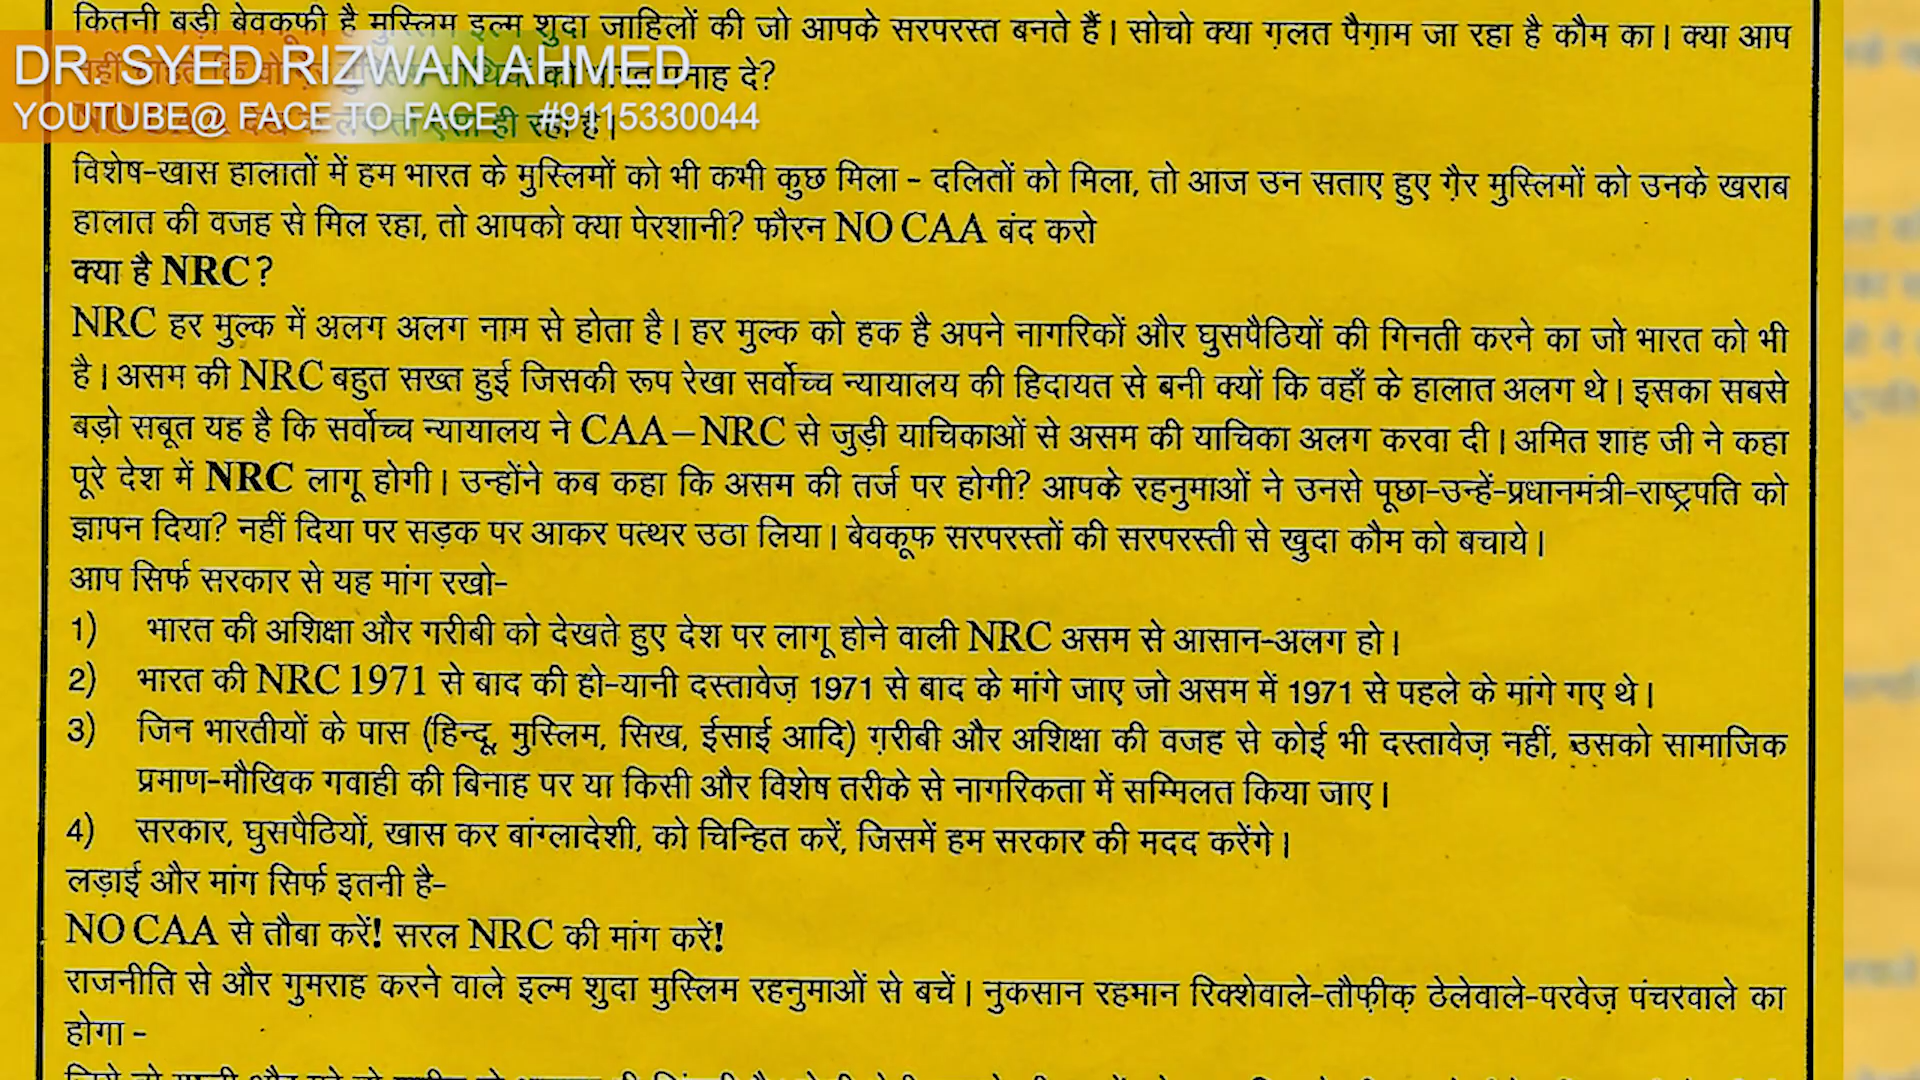 कितनी बड़ी बेवकूफी है मुस्लिम इल्म शुदा जाहिलों की जो आपके सरपरस्त बनते हैं। सोचो क्या ग़लत पैग़ाम जा रहा है कौम का। क्या आप
DR. SYED RIZWAN AHMED
नाह दे?
YOUTUBE@ FACE TO FACE #9115330044
ही रहा है।
विशेष-खास हालातों में हम भारत के मुस्लिमों को भी कभी कुछ मिला - दलितों को मिला, तो आज उन सताए हुए ग़ैर मुस्लिमों को उनके खराब
हालात की वजह से मिल रहा, तो आपको क्या पेरशानी? फौरन NO CAA बंद करो
क्या है NRC?
NRC हर मुल्क में अलग अलग नाम से होता है। हर मुल्क को हक है अपने नागरिकों और घुसपैठियों की गिनती करने का जो भारत को भी
है। असम की NRC बहुत सख्त हुई जिसकी रूप रेखा सर्वोच्च न्यायालय की हिदायत से बनी क्यों कि वहाँ के हालात अलग थे। इसका सबसे
बड़ो सबूत यह है कि सर्वोच्च न्यायालय ने CAA–NRC से जुड़ी याचिकाओं से असम की याचिका अलग करवा दी। अमित शाह जी ने कहा
पूरे देश में NRC लागू होगी। उन्होंने कब कहा कि असम की तर्ज पर होगी? आपके रहनुमाओं ने उनसे पूछा-उन्हें-प्रधानमंत्री-राष्ट्रपति को
ज्ञापन दिया? नहीं दिया पर सड़क पर आकर पत्थर उठा लिया। बेवकूफ सरपरस्तों की सरपरस्ती से खुदा कौम को बचाये।
आप सिर्फ सरकार से यह मांग रखो-
1) भारत की अशिक्षा और गरीबी को देखते हुए देश पर लागू होने वाली NRC असम से आसान-अलग हो।
2) भारत की NRC 1971 से बाद की हो-यानी दस्तावेज़ 1971 से बाद के मांगे जाए जो असम में 1971 से पहले के मांगे गए थे।
3) जिन भारतीयों के पास (हिन्दू, मुस्लिम, सिख, ईसाई आदि) ग़रीबी और अशिक्षा की वजह से कोई भी दस्तावेज़ नहीं, उसको सामाजिक
प्रमाण-मौखिक गवाही की बिनाह पर या किसी और विशेष तरीके से नागरिकता में सम्मिलत किया जाए।
4) सरकार, घुसपैठियों, खास कर बांग्लादेशी, को चिन्हित करें, जिसमें हम सरकार की मदद करेंगे।
लड़ाई और मांग सिर्फ इतनी है-
NO CAA से तौबा करें! सरल NRC की मांग करें!
राजनीति से और गुमराह करने वाले इल्म शुदा मुस्लिम रहनुमाओं से बचें। नुकसान रहमान रिक्शेवाले-तौफ़ीक़ ठेलेवाले-परवेज़ पंचरवाले का
होगा -